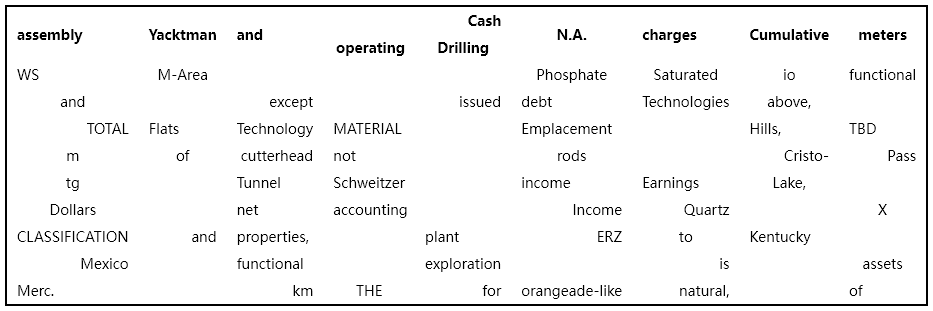 assembly Yacktman and operating Cash Drilling N.A. charges Cumulative meters
WS M-Area Phosphate Saturated io functional
and except issued debt Technologies above,
TOTAL Flats Technology MATERIAL Emplacement Hills, TBD
m of cutterhead not rods Cristo- Pass
tg Tunnel Schweitzer income Earnings Lake,
Dollars net accounting Income Quartz X
CLASSIFICATION and properties, plant ERZ to Kentucky
Mexico functional exploration is assets
Merc. km THE for orangeade-like natural, of